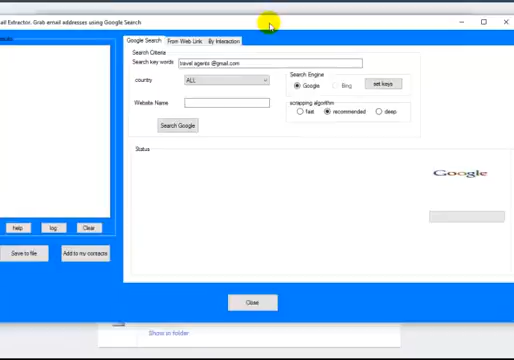 all Extractor. Grab email addresses using Google Search
Google Search
From Web Link
By Interaction
Search Criteria
Search key words
travel agents @gmail.com
country
ALL
Search Engine
Google
Bing
set keys
Website Name
scrapping algorithm
fast
recommended
deep
Search Google
Status
Google
help
log
Clear
Save to file
Add to my contacts
Close
Show in folder